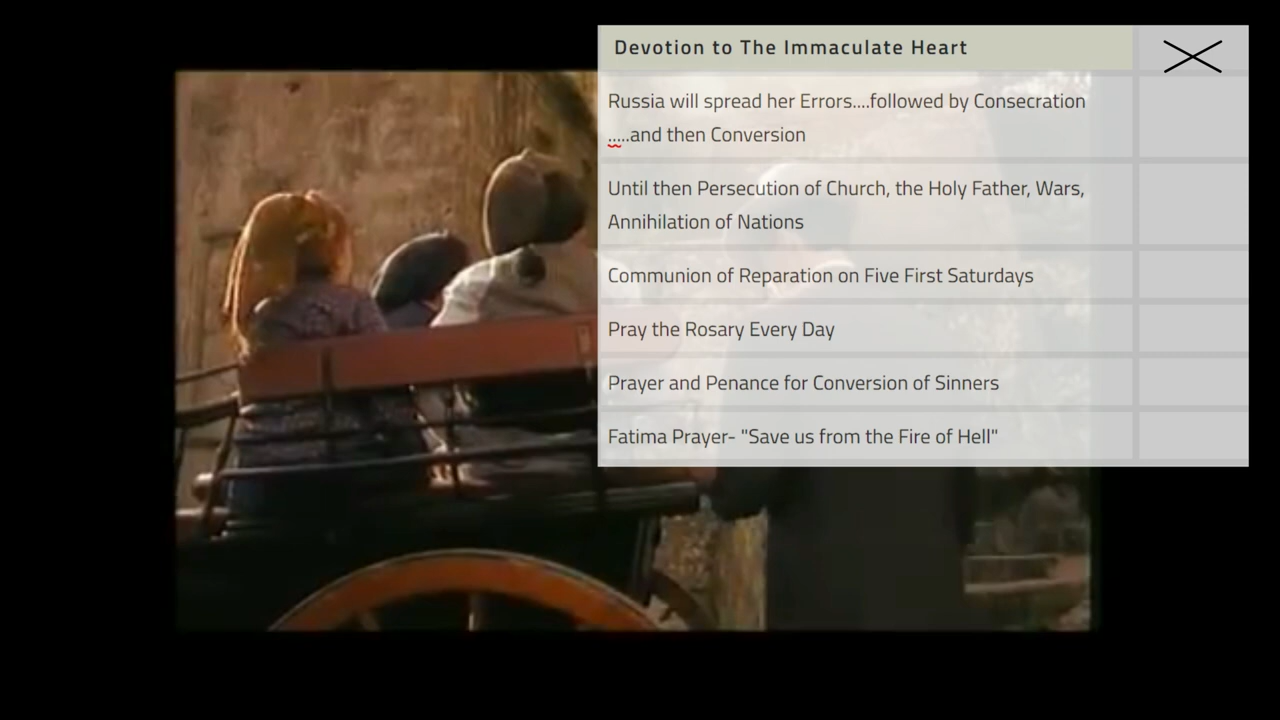 Devotion to The Immaculate Heart
Russia will spread her Errors....followed by Consecration
.....and then Conversion
Until then Persecution of Church, the Holy Father, Wars,
Annihilation of Nations
Communion of Reparation on Five First Saturdays
Pray the Rosary Every Day
Prayer and Penance for Conversion of Sinners
Fatima Prayer- "Save us from the Fire of Hell"